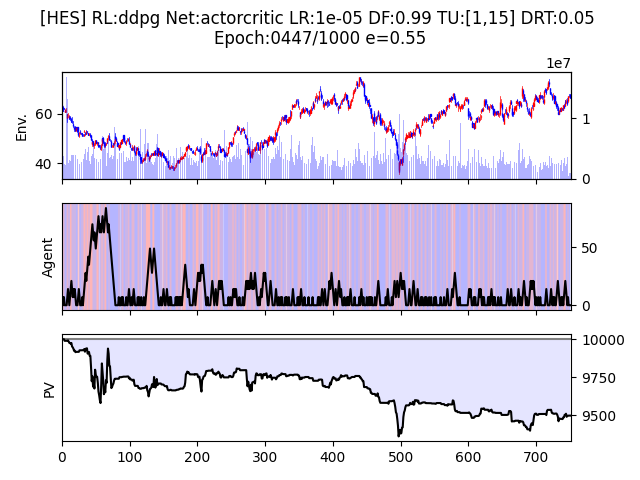 [HES] RL:ddpg Net:actorcritic LR:1e-05 DF:0.99 TU:[1,15] DRT:0.05
Epoch:0447/1000 e=0.55
1e7
Env.
60
40
1
0
Agent
50
0
PV
10000
9750
9500
0 100 200 300 400 500 600 700